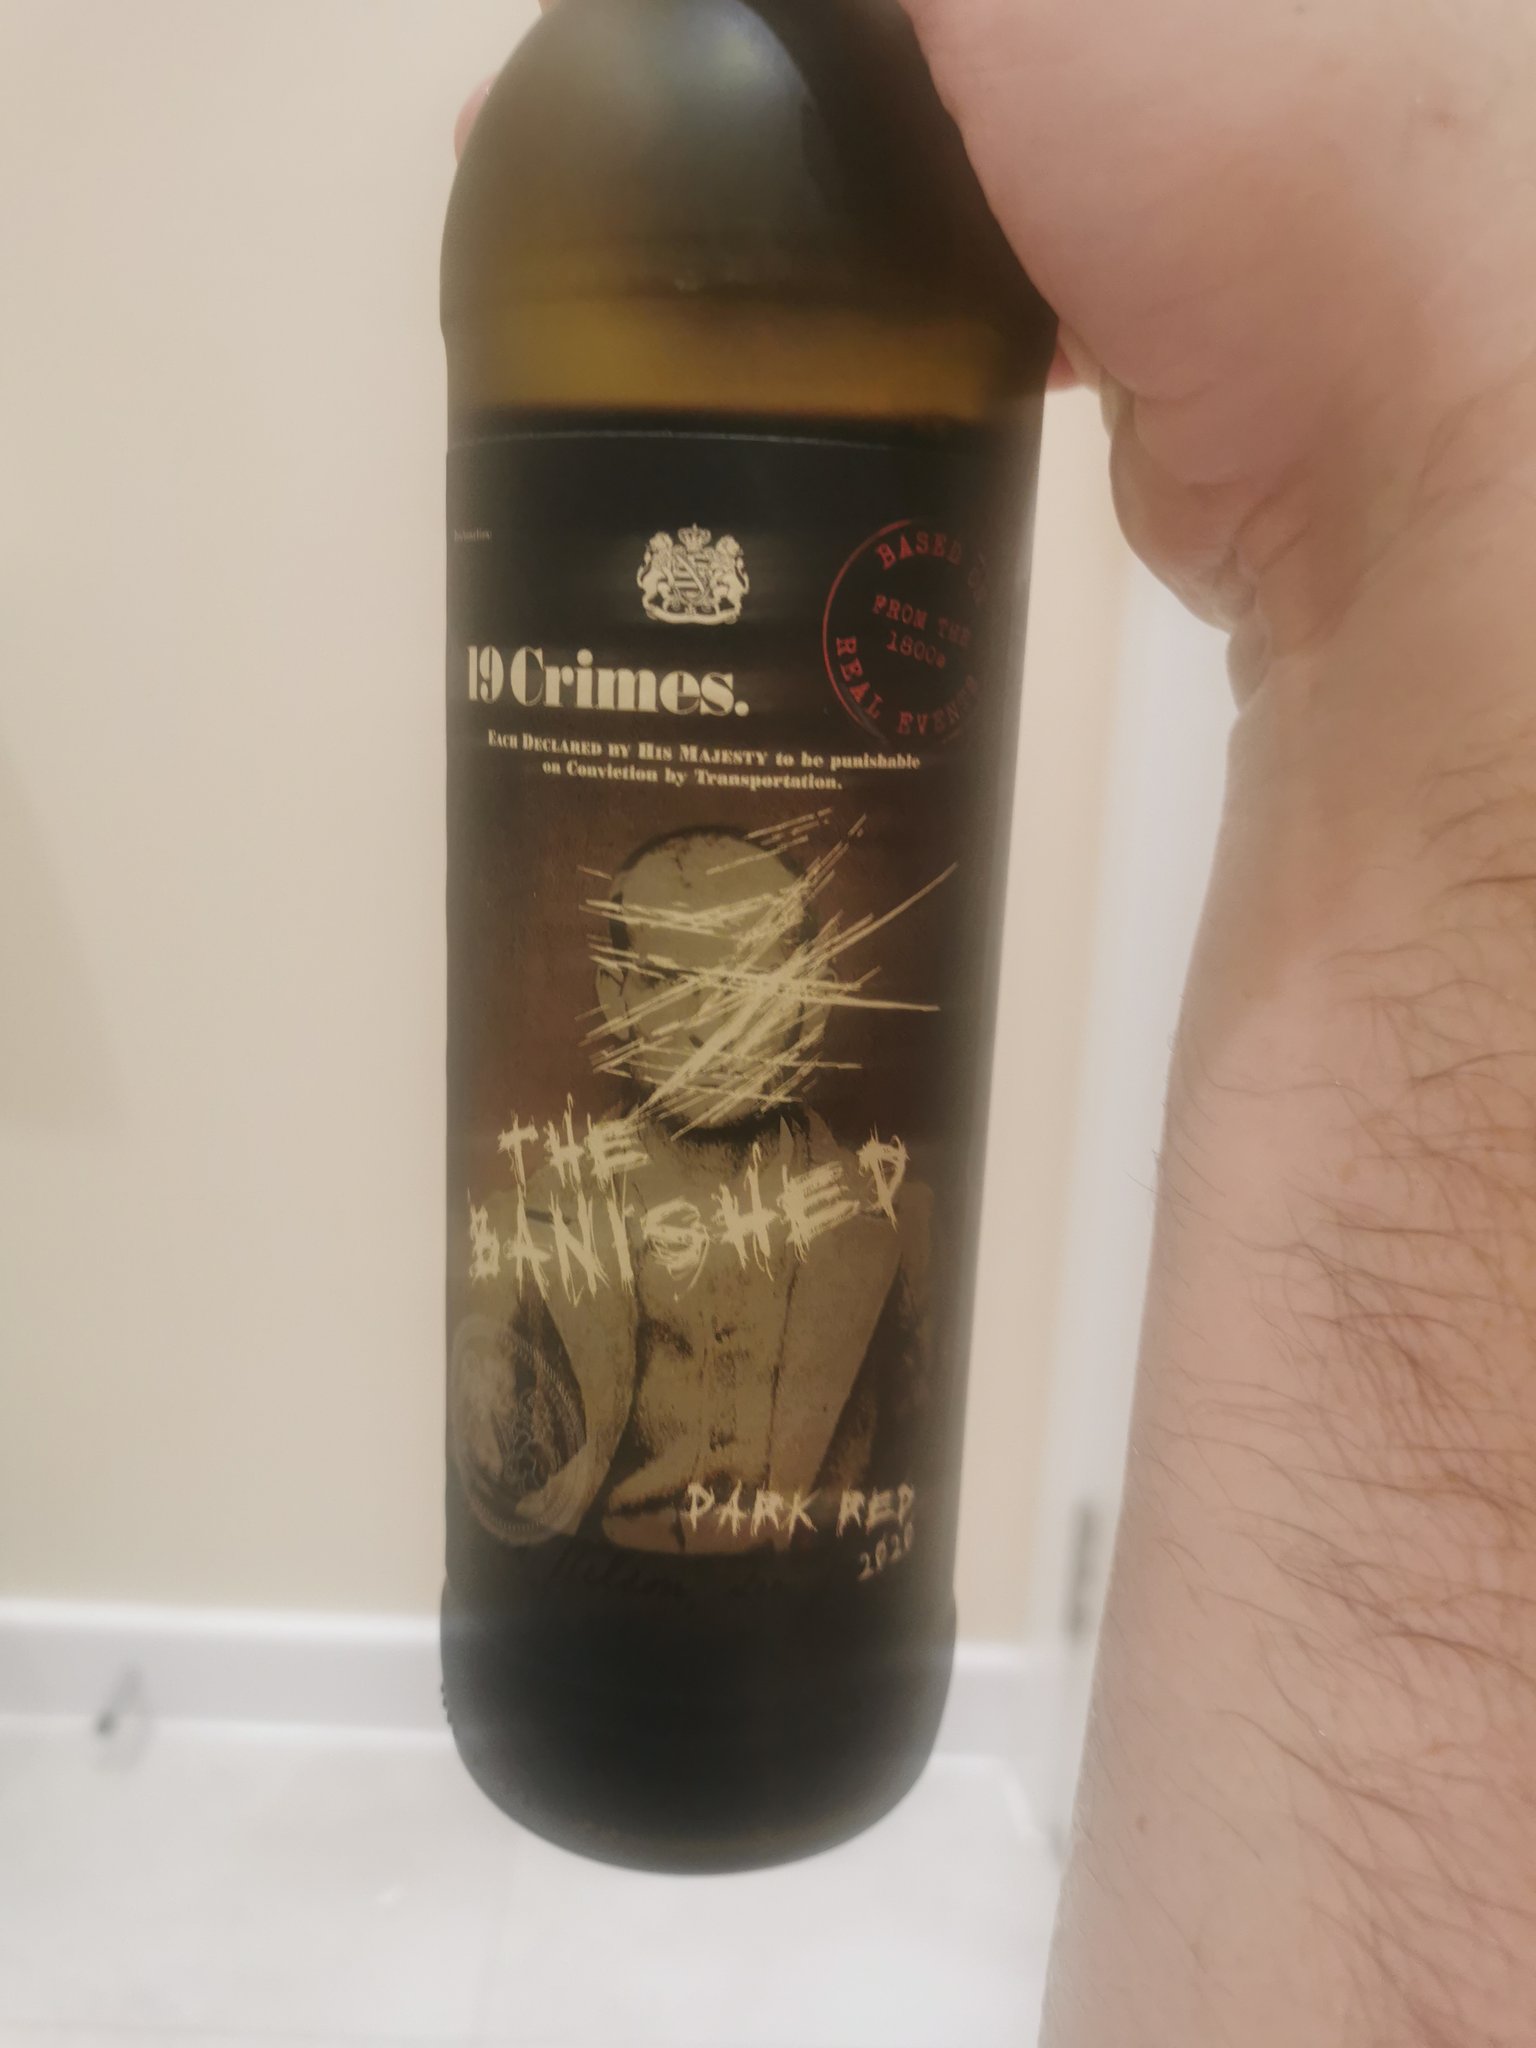 19 Crimes.
EACH DECLARED BY HIS MAJESTY to be punishable
on Conviction by Transportation.
BASED
FROM THE
1800s
REAL EVENTS
THE
BANISHED
DARK RED
2020